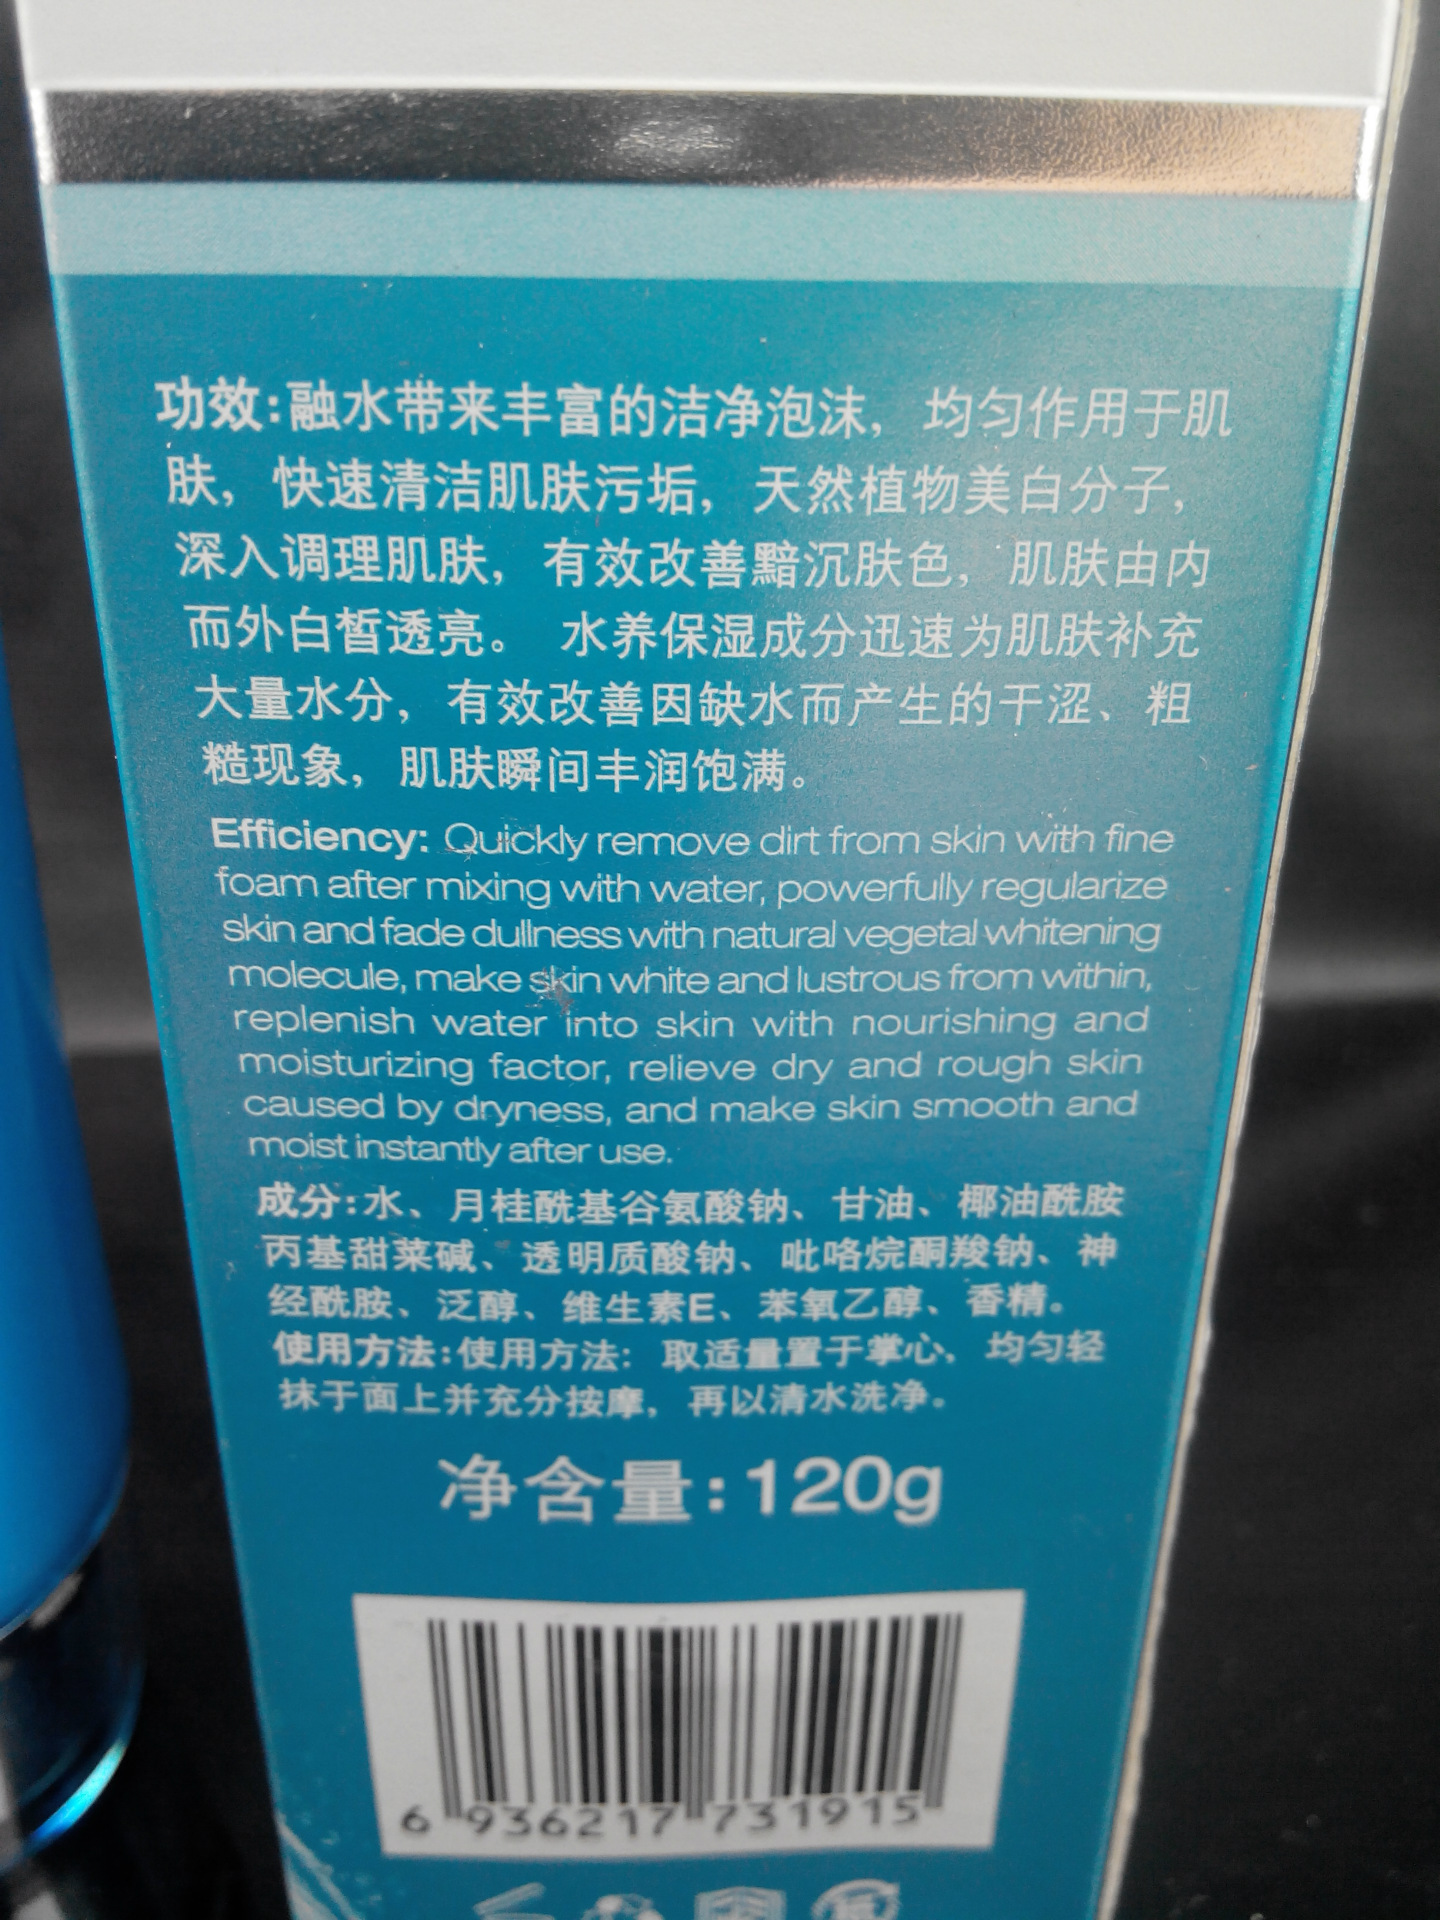 功效:融水带来丰富的洁净泡沫，均匀作用于肌
肤，快速清洁肌肤污垢，天然植物美白分子，
深入调理肌肤，有效改善黯沉肤色，肌肤由内
而外白皙透亮。 水养保湿成分迅速为肌肤补充
大量水分，有效改善因缺水而产生的干涩、粗
糙现象，肌肤瞬间丰润饱满。
Efficiency: Quickly remove dirt from skin with fine
foam after mixing with water, powerfully regularize
skin and fade dullness with natural vegetal whitening
molecule, make skin white and lustrous from within,
replenish water into skin with nourishing and
moisturizing factor, relieve dry and rough skin
caused by dryness, and make skin smooth and
moist instantly after use.
成分:水、月桂酰基谷氨酸钠、甘油、椰油酰胺
丙基甜菜碱、透明质酸钠、吡咯烷酮羧钠、神
经酰胺、泛醇、维生素E、苯氧乙醇、香精。
使用方法:使用方法: 取适量置于掌心，均匀轻
抹于面上并充分按摩，再以清水洗净。
净含量:120g
6 936217 731915